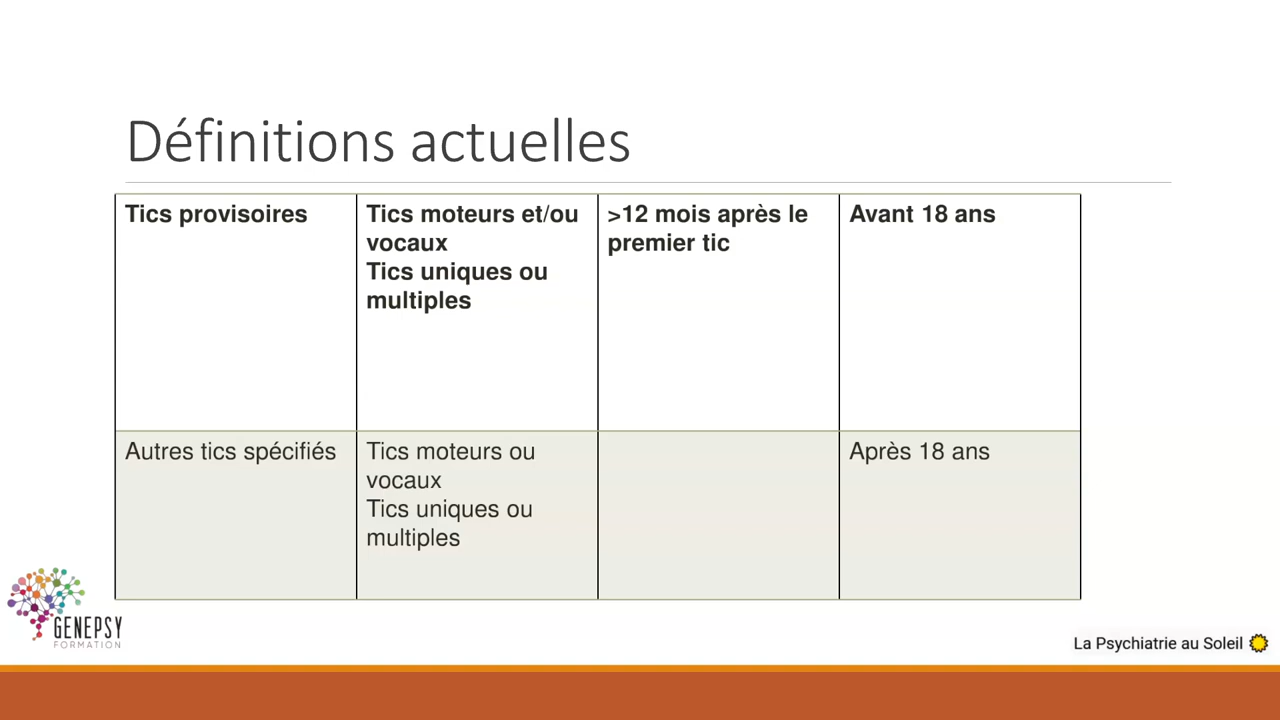 Définitions actuelles
Tics provisoires
Tics moteurs et/ou
vocaux
Tics uniques ou
multiples
>12 mois après le
premier tic
Avant 18 ans
Autres tics spécifiés
Tics moteurs ou
vocaux
Tics uniques ou
multiples
Après 18 ans
GENEPSY
FORMATION
La Psychiatrie au Soleil